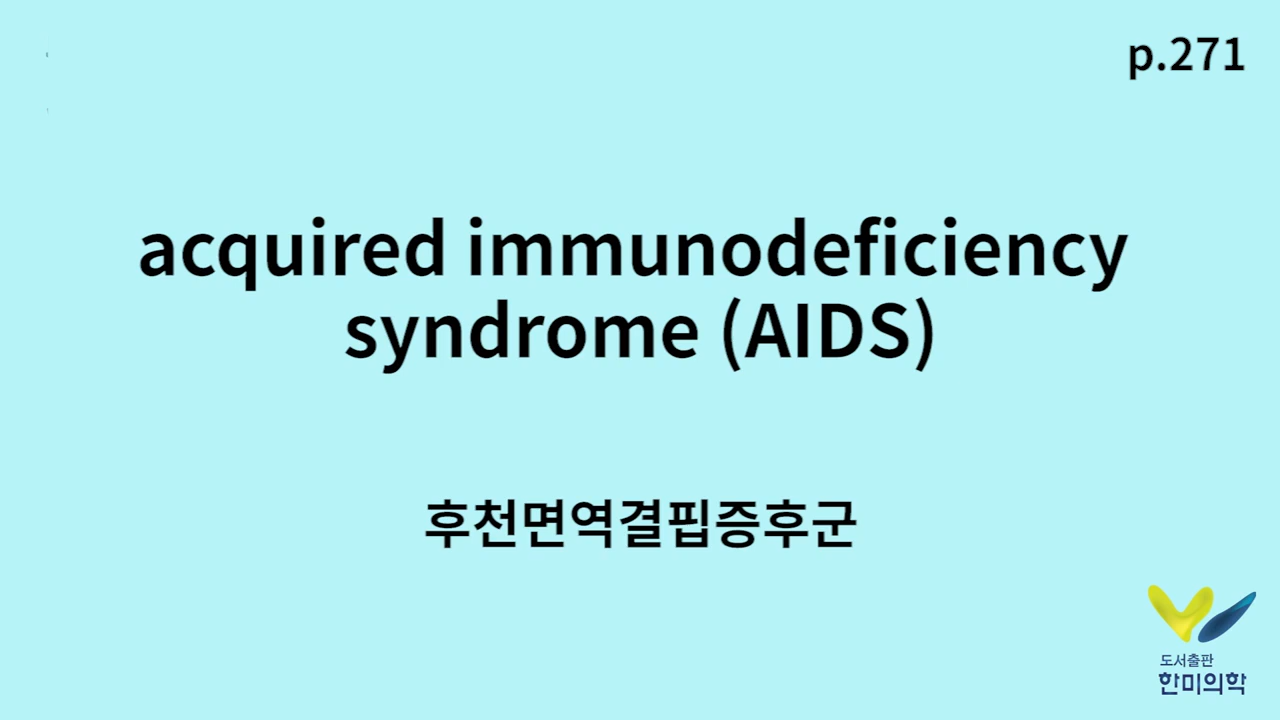 p.271
acquired immunodeficiency
syndrome (AIDS)
후천면역결핍증후군
도서출판
한미의학